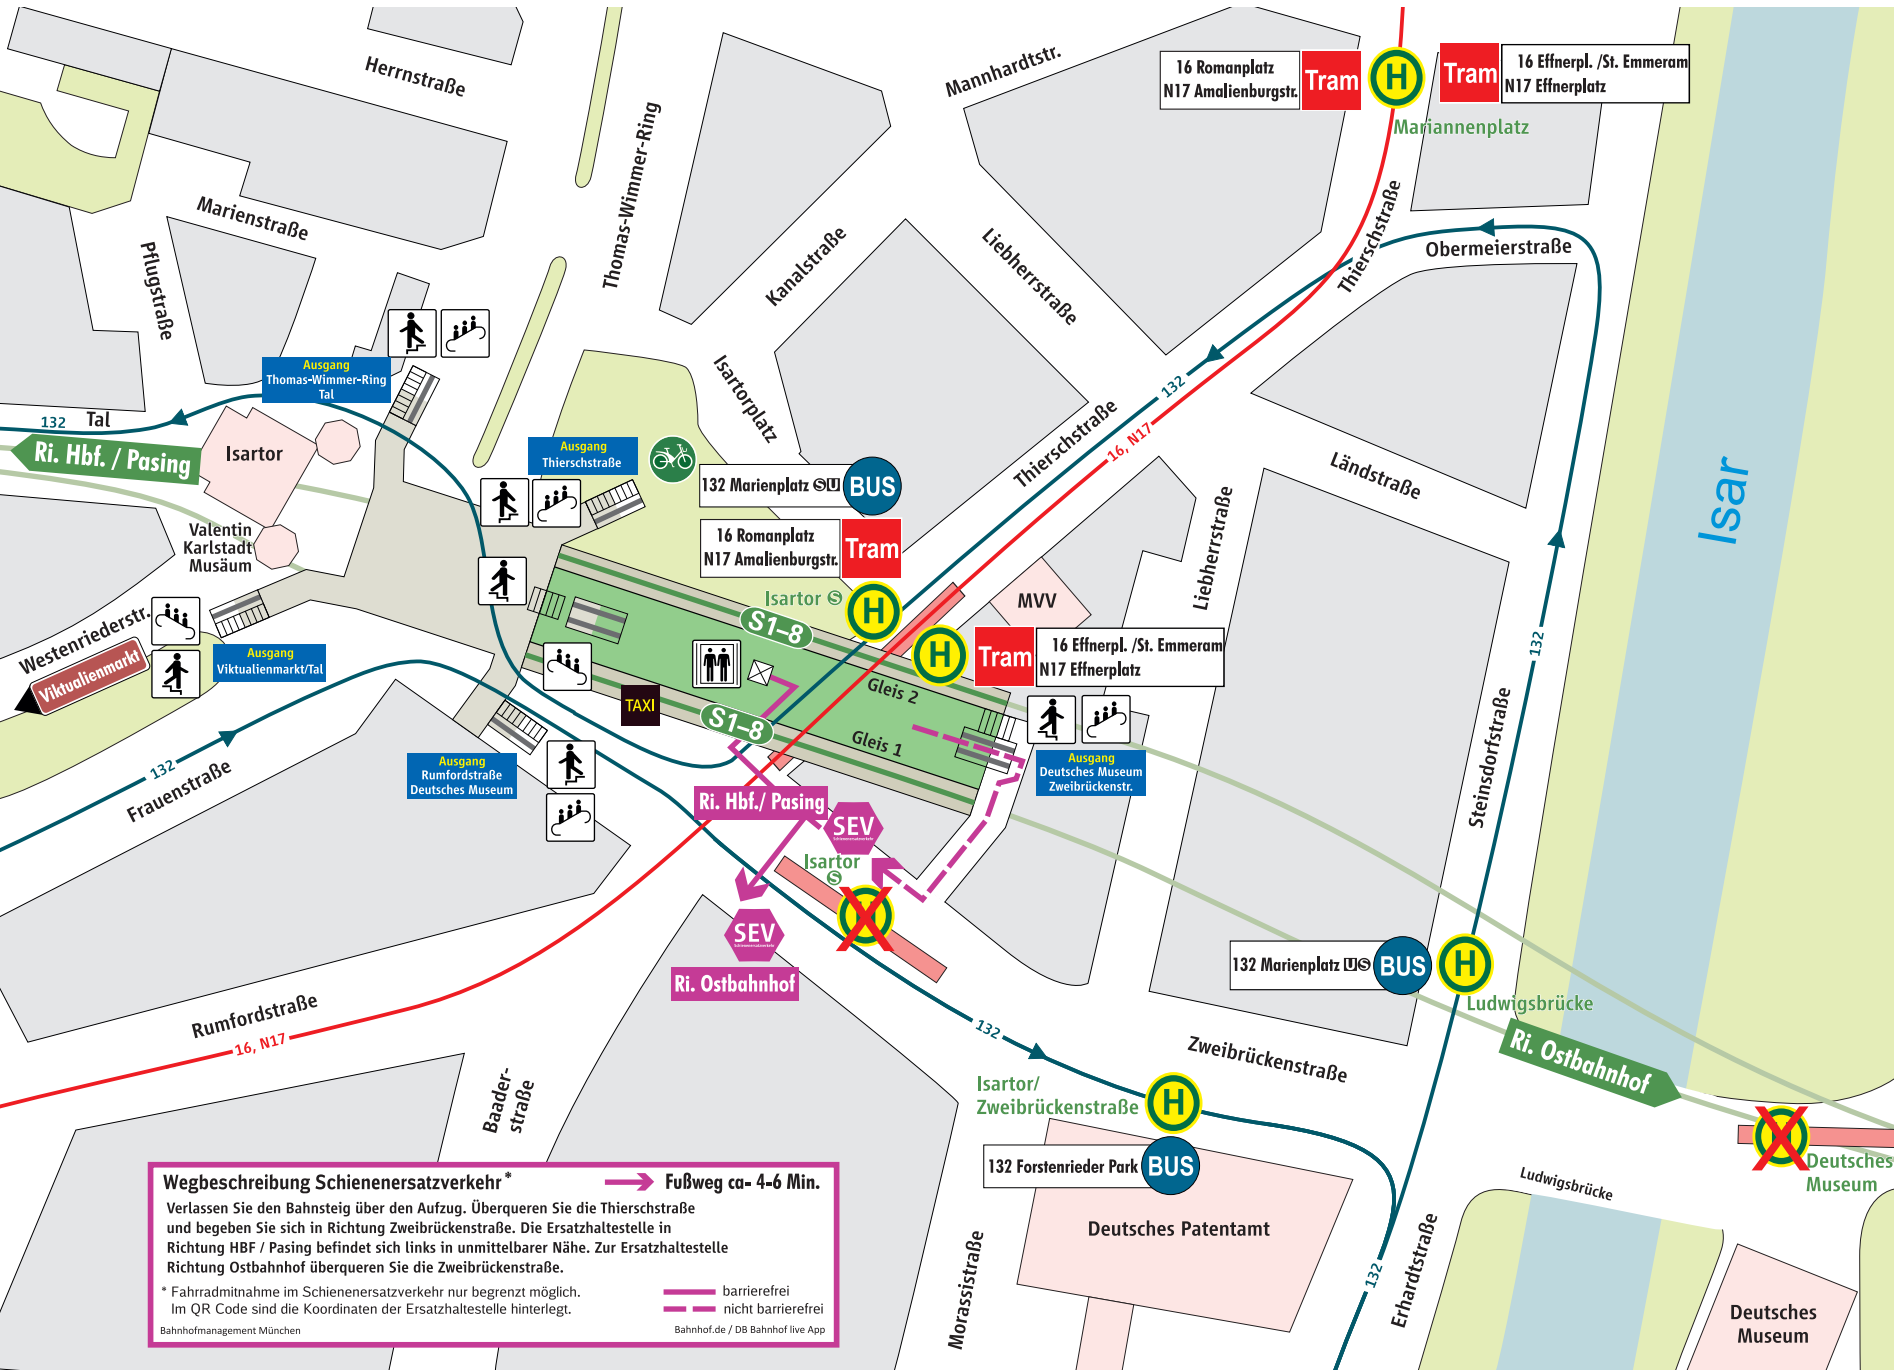 Herrnstraße
Mannhardtstr.
16 Romanplatz
N17 Amalienburgstr.
Tram
H
Tram
16 Effnerpl. /St. Emmeram
N17 Effnerplatz
Mariannenplatz
Thomas-Wimmer-Ring
Marienstraße
Pflugstraße
Kanalstraße
Liebherrstraße
Thierschstraße
Obermeierstraße
Isartorplatz
Ausgang
Thomas-Wimmer-Ring
Tal
132
Tal
Ri. Hbf. / Pasing
Isartor
Ausgang
Thierschstraße
132 Marienplatz SU
BUS
16 Romanplatz
N17 Amalienburgstr.
Tram
Thierschstraße
132
16, N17
Ländstraße
Liebherrstraße
Isar
Valentin
Karlstadt
Musäum
Westenriederstr.
Viktualienmarkt
Ausgang
Viktualienmarkt/Tal
Isartor S
H
S1–8
MVV
H
Tram
16 Effnerpl. /St. Emmeram
N17 Effnerplatz
132
Gleis 2
TAXI
S1–8
Gleis 1
Ausgang
Deutsches Museum
Zweibrückenstr.
Steinsdorfstraße
132
Frauenstraße
Ausgang
Rumfordstraße
Deutsches Museum
Ri. Hbf./ Pasing
SEV
Schienenersatzverkehr
Isartor
S
H
SEV
Schienenersatzverkehr
Ri. Ostbahnhof
132 Marienplatz US
BUS
H
Ludwigsbrücke
Rumfordstraße
16, N17
132
Zweibrückenstraße
Ri. Ostbahnhof
Baader-
straße
Isartor/
Zweibrückenstraße
H
132 Forstenrieder Park
BUS
H
Deutsches
Museum
Ludwigsbrücke
Deutsches Patentamt
Morassistraße
132
Erhardtstraße
Deutsches
Museum
Wegbeschreibung Schienenersatzverkehr*
Fußweg ca- 4-6 Min.
Verlassen Sie den Bahnsteig über den Aufzug. Überqueren Sie die Thierschstraße
und begeben Sie sich in Richtung Zweibrückenstraße. Die Ersatzhaltestelle in
Richtung HBF / Pasing befindet sich links in unmittelbarer Nähe. Zur Ersatzhaltestelle
Richtung Ostbahnhof überqueren Sie die Zweibrückenstraße.
* Fahrradmitnahme im Schienenersatzverkehr nur begrenzt möglich.
Im QR Code sind die Koordinaten der Ersatzhaltestelle hinterlegt.
barrierefrei
nicht barrierefrei
Bahnhofmanagement München
Bahnhof.de / DB Bahnhof live App